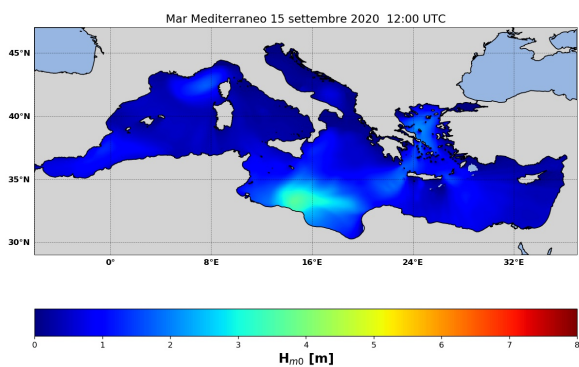 Mar Mediterraneo 15 settembre 2020 12:00 UTC
45°N
40°N
35°N
30°N
0° 8°E 16°E 24°E 32°E
0 1 2 3 4 5 6 7 8
Hm0 [m]